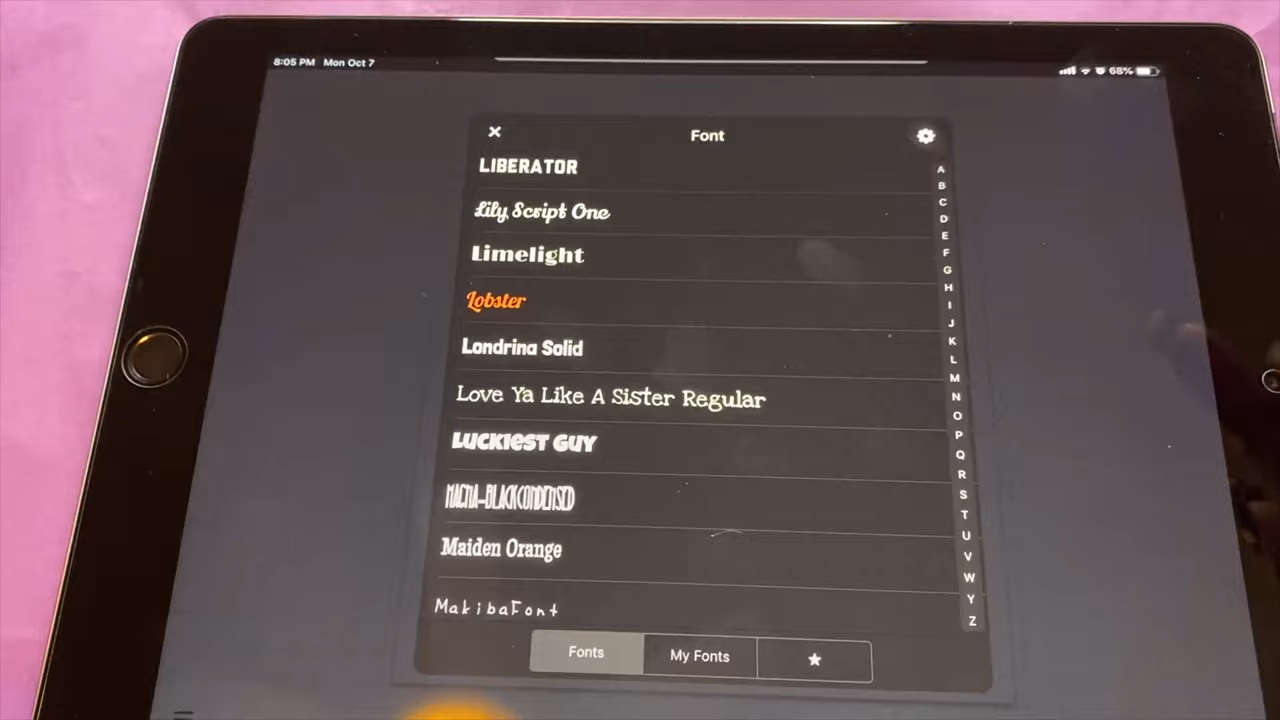 8:05 PM Mon Oct 7
68%
Font
LIBERATOR
Lily Script One
Limelight
Lobster
Londrina Solid
Love Ya Like A Sister Regular
LUCKIEST GUY
MAGMA-BLACKCONDENSED
Maiden Orange
MakibaFont
Fonts
My Fonts
A
B
C
D
E
F
G
H
I
J
K
L
M
N
O
P
Q
R
S
T
U
V
W
Y
Z